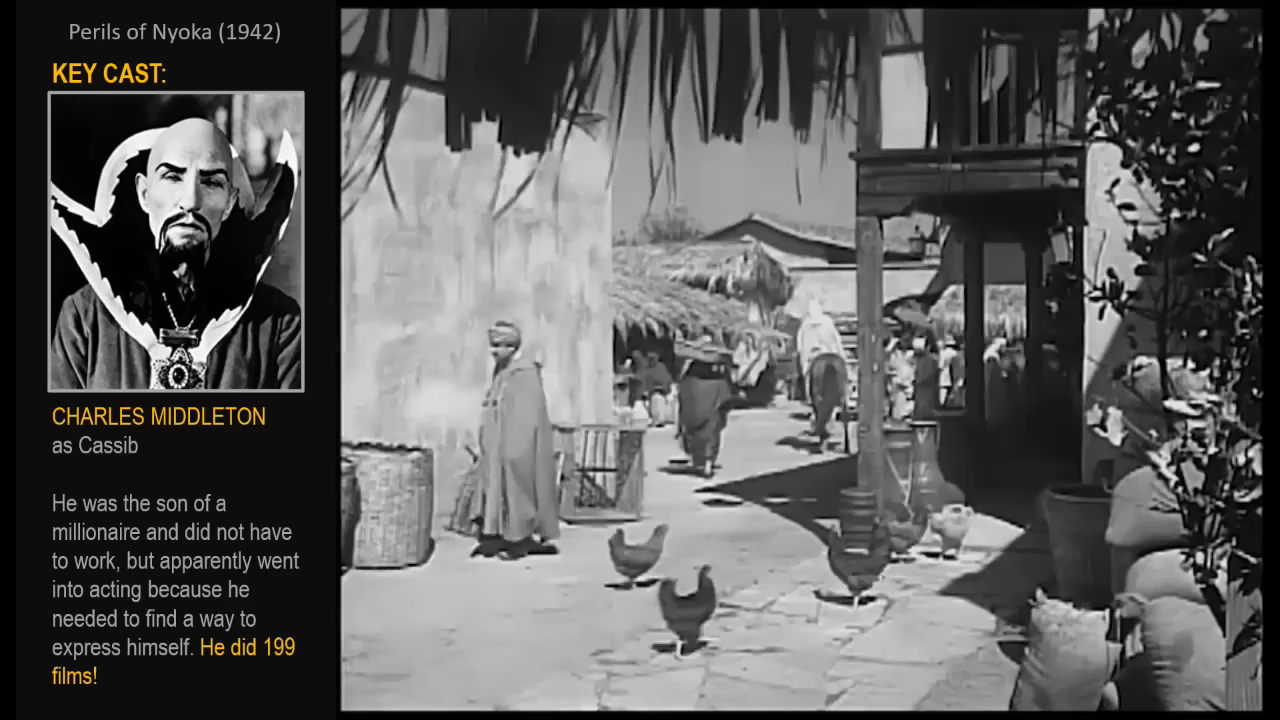 Perils of Nyoka (1942)
KEY CAST:
CHARLES MIDDLETON
as Cassib
He was the son of a
millionaire and did not have
to work, but apparently went
into acting because he
needed to find a way to
express himself. He did 199
films!